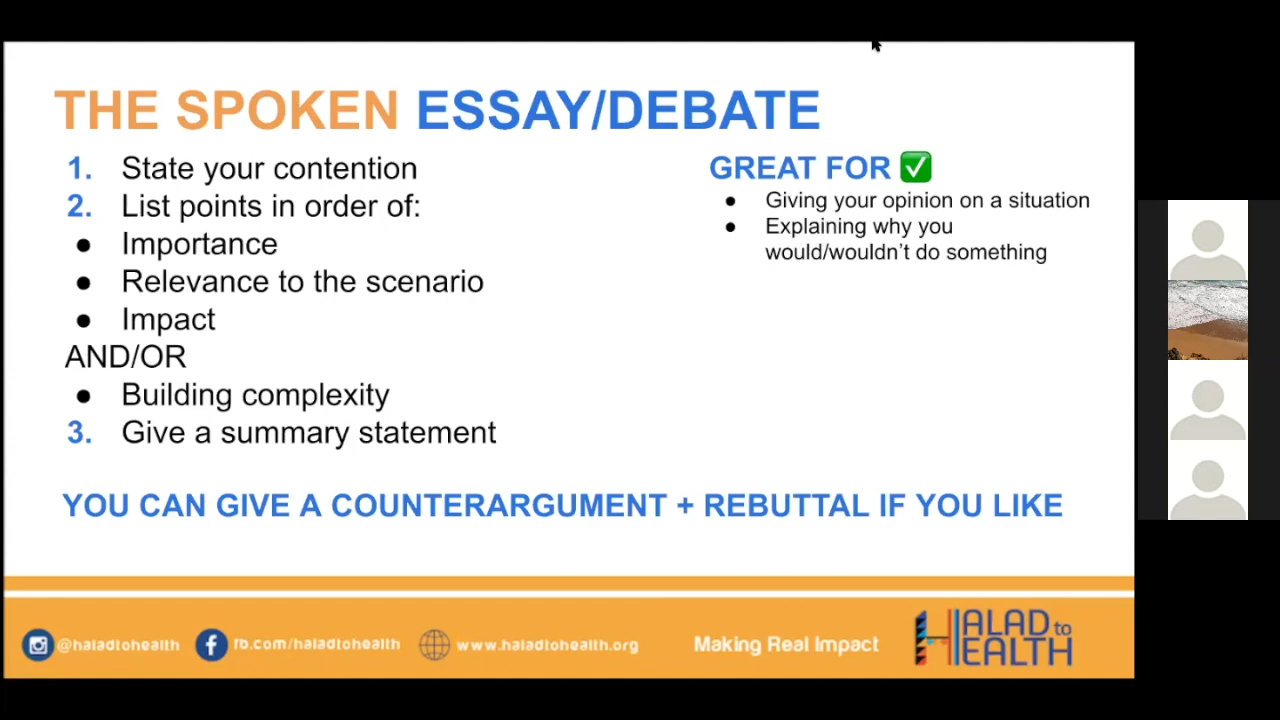 THE SPOKEN ESSAY/DEBATE
1. State your contention
2. List points in order of:
● Importance
● Relevance to the scenario
● Impact
AND/OR
● Building complexity
3. Give a summary statement
GREAT FOR ✅
● Giving your opinion on a situation
● Explaining why you
would/wouldn't do something
YOU CAN GIVE A COUNTERARGUMENT + REBUTTAL IF YOU LIKE
@haladtohealth
fb.com/haladtohealth
www.haladtohealth.org
Making Real Impact
HALAD to
HEALTH